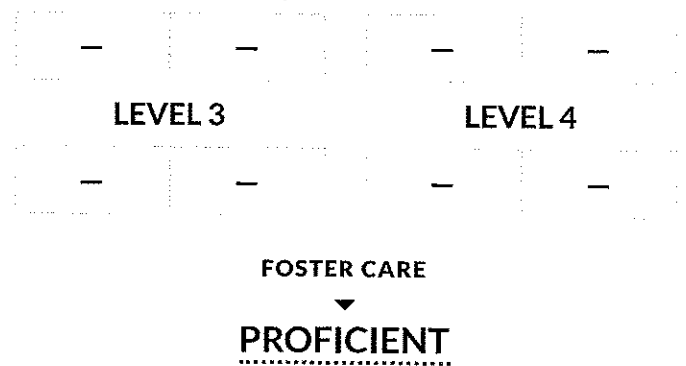 – – – –
LEVEL 3 LEVEL 4
– – – –
FOSTER CARE
PROFICIENT